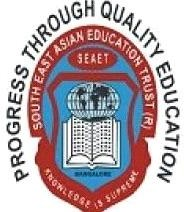 PROGRESS THROUGH QUALITY EDUCATION
SOUTH EAST ASIAN EDUCATION TRUST (R)
SEAET
BANGALORE
KNOWLEDGE IS SUPREME